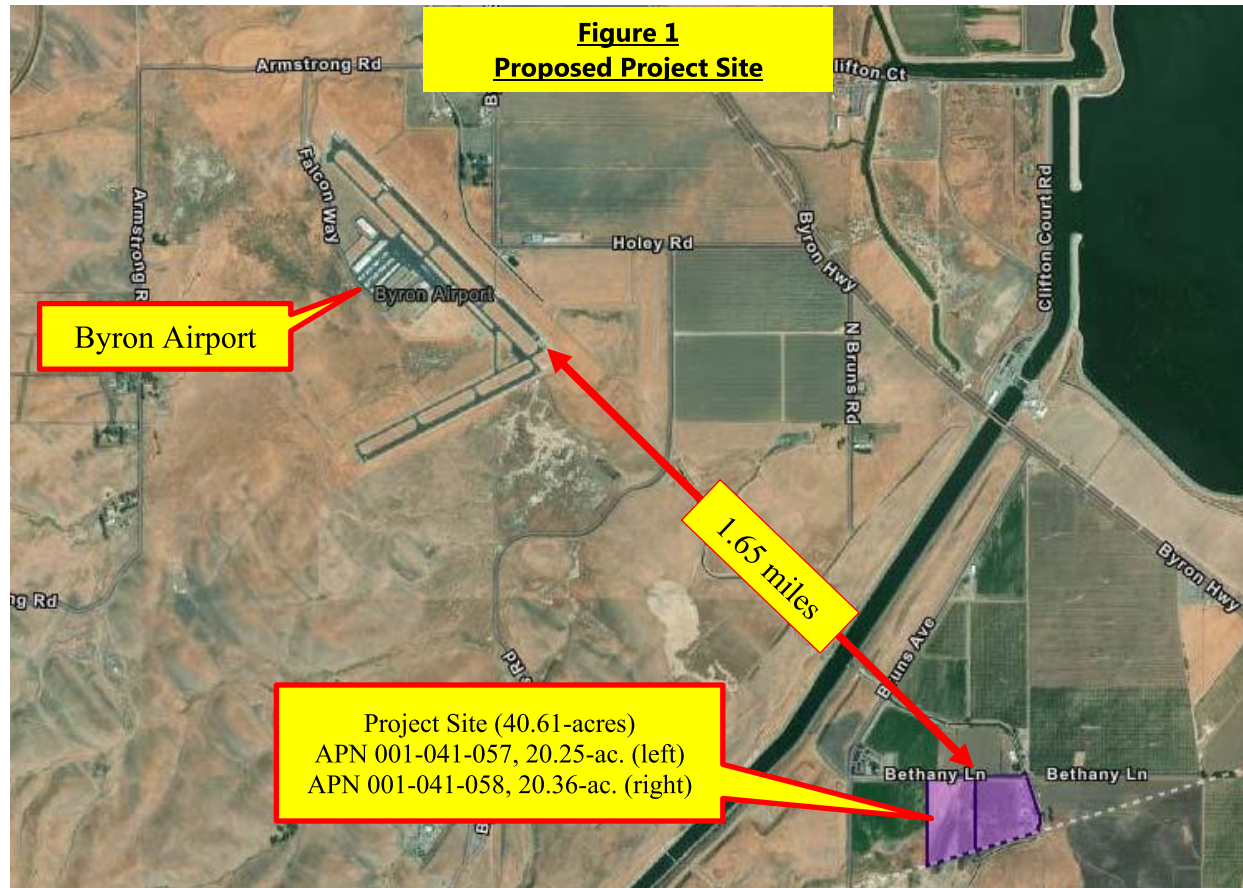 Figure 1
Proposed Project Site
Armstrong Rd
lifton Ct
B
Falcon Way
Armstrong R
Clifton Court Rd
Holey Rd
Byron Hwy
Byron Airport
Byron Airport
N Bruns Rd
1.65 miles
Byron Hwy
ng Rd
Bruns Ave
Rd
Project Site (40.61-acres)
APN 001-041-057, 20.25-ac. (left)
APN 001-041-058, 20.36-ac. (right)
Bethany Ln
Bethany Ln
B